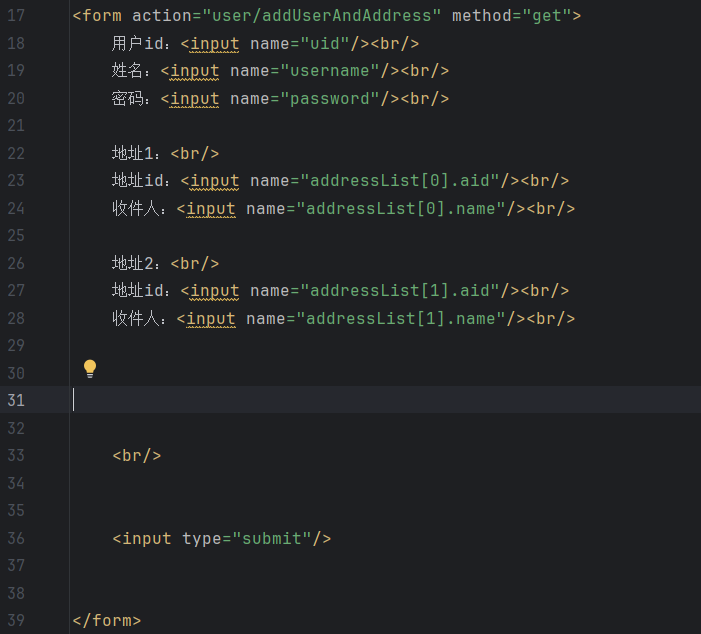 17 <form action="user/addUserAndAddress" method="get">
18 用户id：<input name="uid"/><br/>
19 姓名：<input name="username"/><br/>
20 密码：<input name="password"/><br/>
21
22 地址1：<br/>
23 地址id：<input name="addressList[0].aid"/><br/>
24 收件人：<input name="addressList[0].name"/><br/>
25
26 地址2：<br/>
27 地址id：<input name="addressList[1].aid"/><br/>
28 收件人：<input name="addressList[1].name"/><br/>
29
30
31
32
33 <br/>
34
35
36 <input type="submit"/>
37
38
39 </form>